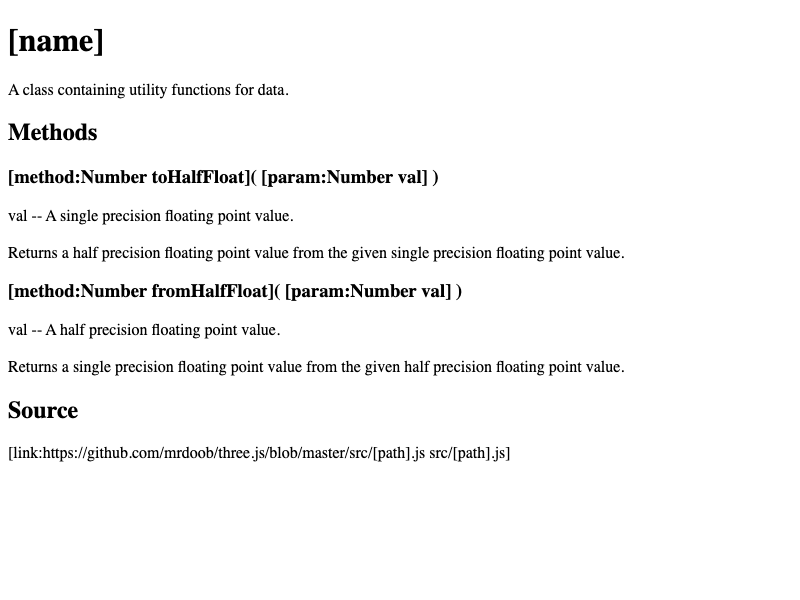 [name]
A class containing utility functions for data.
Methods
[method:Number toHalfFloat]( [param:Number val] )
val -- A single precision floating point value.
Returns a half precision floating point value from the given single precision floating point value.
[method:Number fromHalfFloat]( [param:Number val] )
val -- A half precision floating point value.
Returns a single precision floating point value from the given half precision floating point value.
Source
[link:https://github.com/mrdoob/three.js/blob/master/src/[path].js src/[path].js]